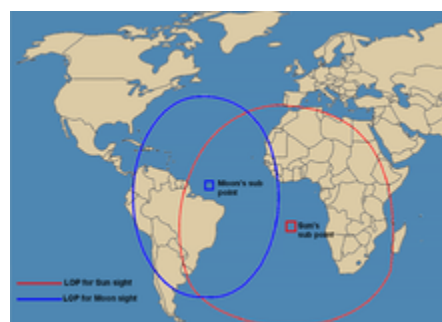 Moon's sub
point
Sun's
sub point
LOP for Sun sight
LOP for Moon sight